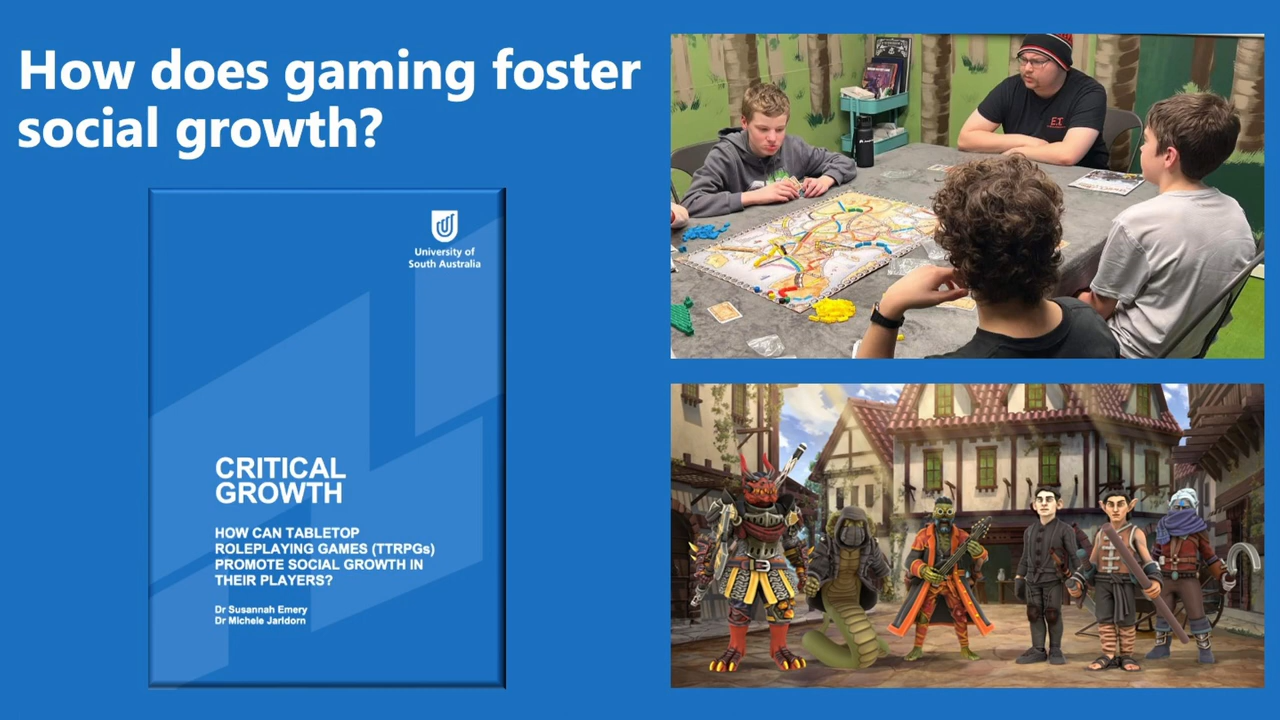 How does gaming foster
social growth?
University of
South Australia
CRITICAL
GROWTH
HOW CAN TABLETOP
ROLEPLAYING GAMES (TTRPGs)
PROMOTE SOCIAL GROWTH IN
THEIR PLAYERS?
Dr Susannah Emery
Dr Michele Jarldorn